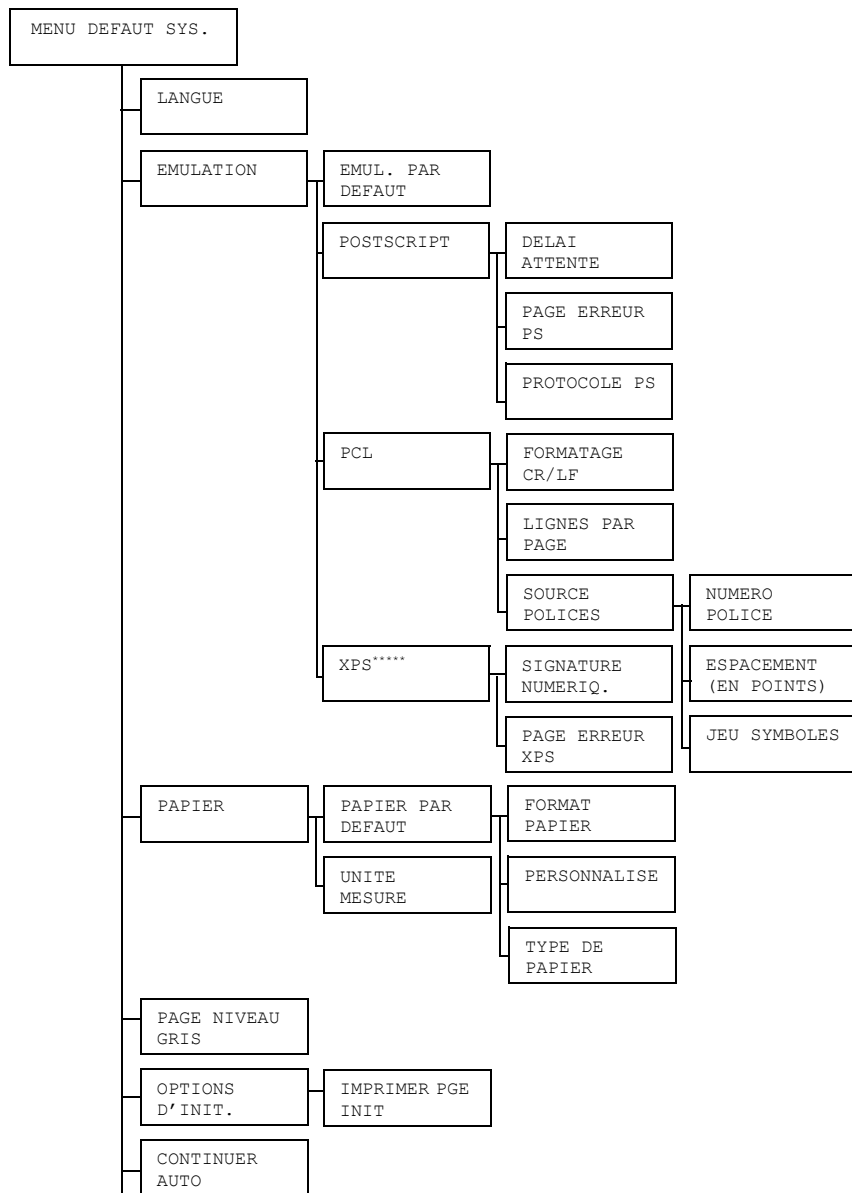 MENU DEFAUT SYS.
LANGUE
EMULATION
EMUL. PAR
DEFAUT
POSTSCRIPT
DELAI
ATTENTE
PAGE ERREUR
PS
PROTOCOLE PS
PCL
FORMATAGE
CR/LF
LIGNES PAR
PAGE
SOURCE
POLICES
NUMERO
POLICE
ESPACEMENT
(EN POINTS)
JEU SYMBOLES
XPS*****
SIGNATURE
NUMERIQ.
PAGE ERREUR
XPS
PAPIER
PAPIER PAR
DEFAUT
FORMAT
PAPIER
PERSONNALISE
TYPE DE
PAPIER
UNITE
MESURE
PAGE NIVEAU
GRIS
OPTIONS
D'INIT.
IMPRIMER PGE
INIT
CONTINUER
AUTO